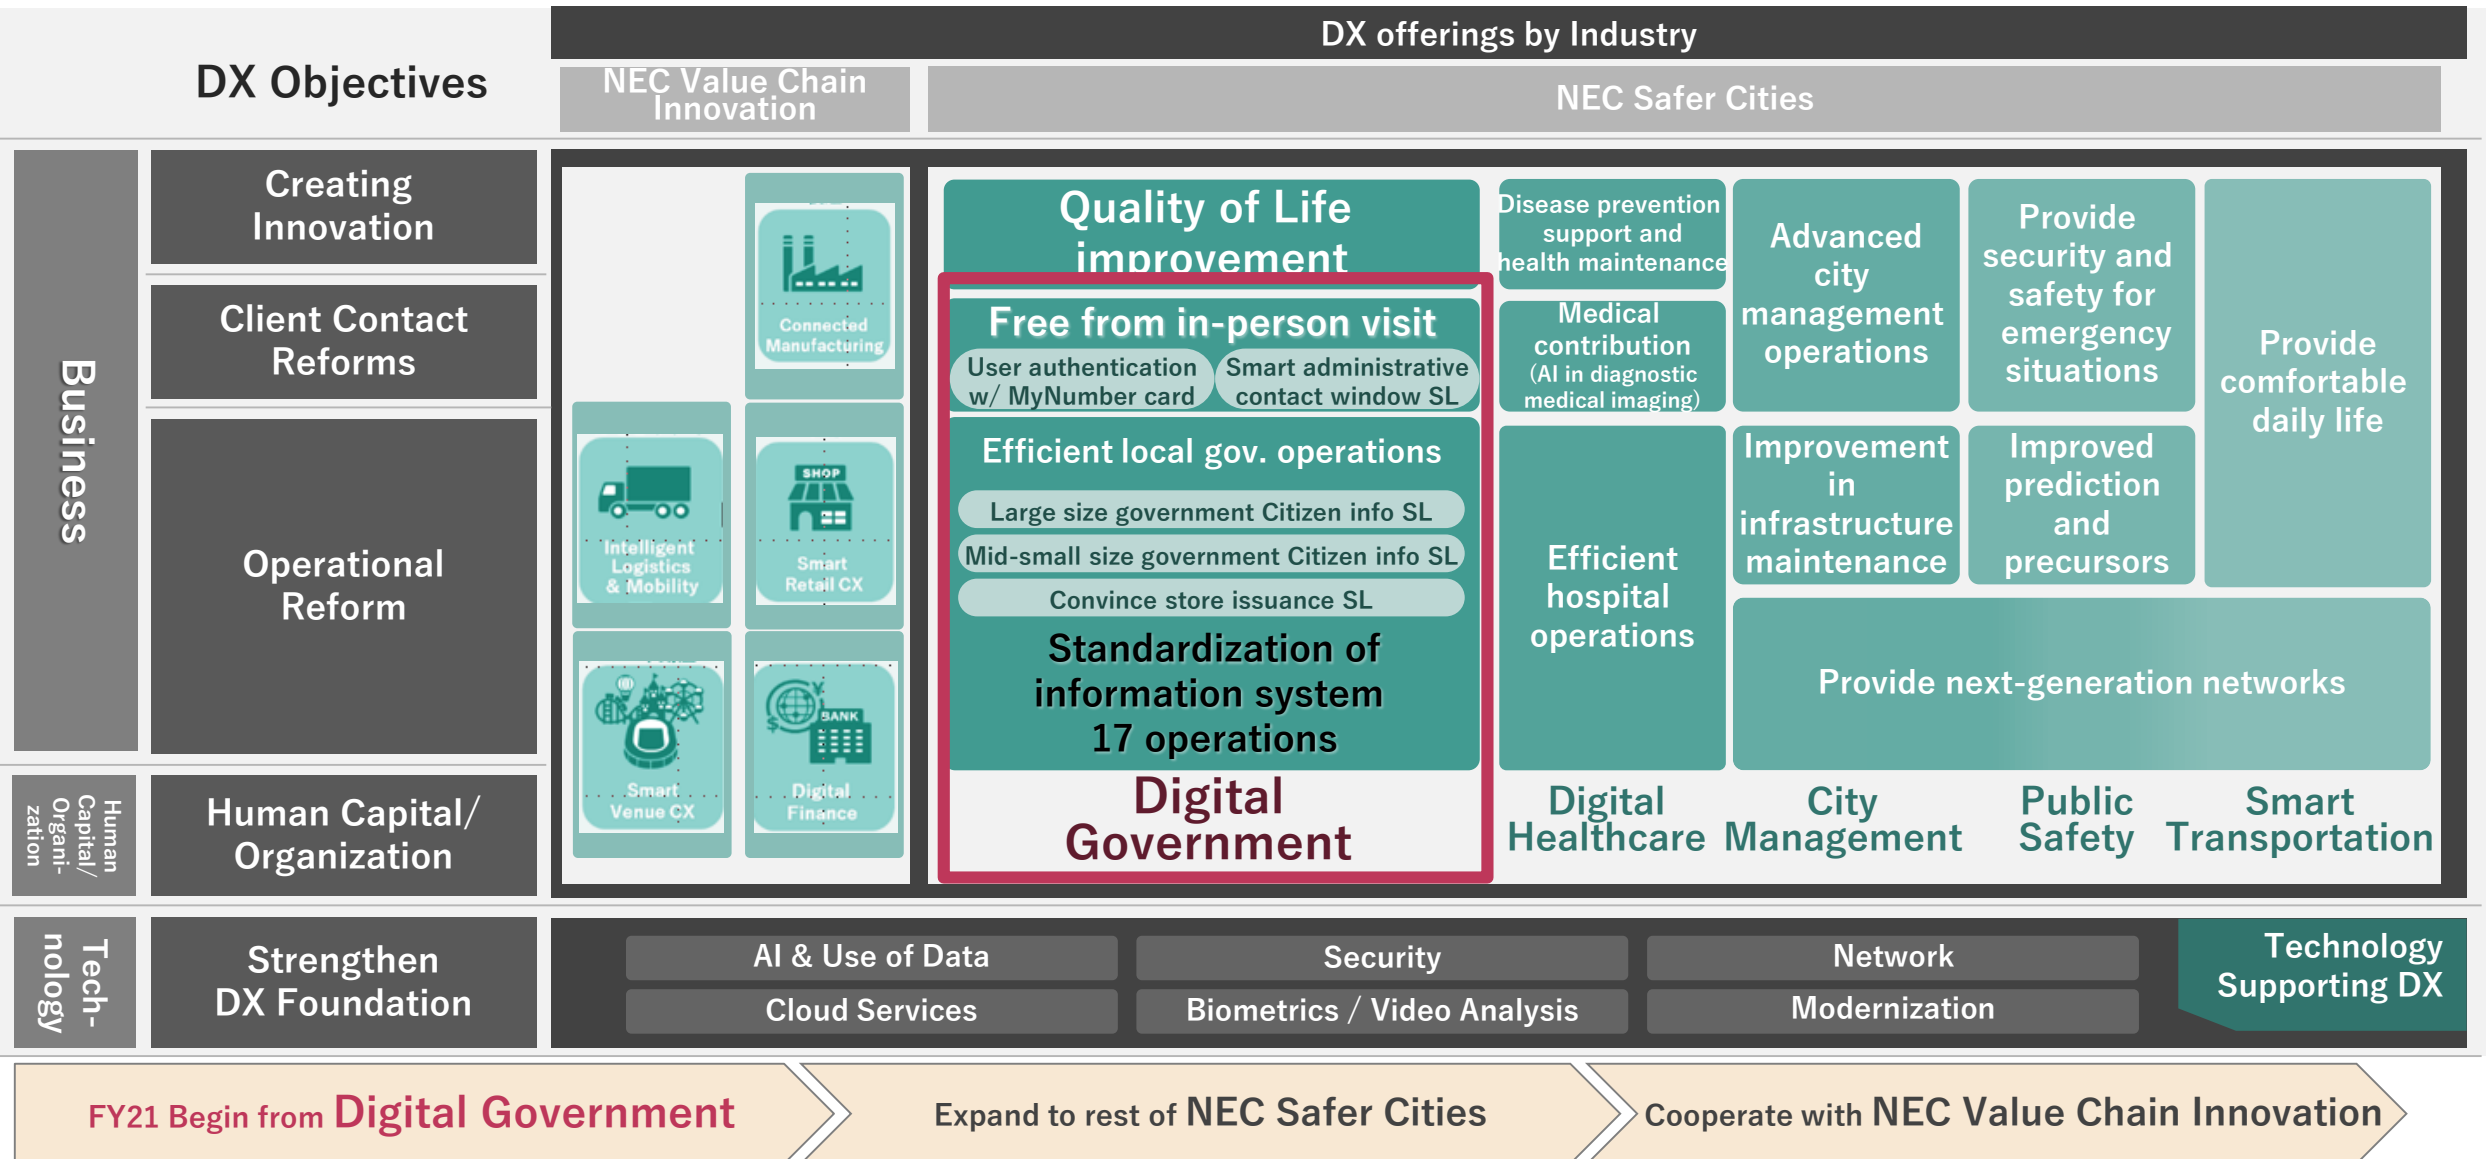 DX Objectives
DX offerings by Industry
NEC Value Chain
Innovation
NEC Safer Cities
Business
Creating
Innovation
Client Contact
Reforms
Operational
Reform
Human
Capital/
Organi-
zation
Human Capital/
Organization
Tech-
nology
Strengthen
DX Foundation
Connected
Manufacturing
Intelligent
Logistics
& Mobility
SHOP
Smart
Retail CX
Smart
Venue CX
BANK
Digital
Finance
Quality of Life
improvement
Free from in-person visit
User authentication
w/ MyNumber card
Smart administrative
contact window SL
Efficient local gov. operations
Large size government Citizen info SL
Mid-small size government Citizen info SL
Convince store issuance SL
Standardization of
information system
17 operations
Digital
Government
Disease prevention
support and
health maintenance
Medical
contribution
(AI in diagnostic
medical imaging)
Efficient
hospital
operations
Digital
Healthcare
Advanced
city
management
operations
Improvement
in
infrastructure
maintenance
City
Management
Provide
security and
safety for
emergency
situations
Improved
prediction
and
precursors
Public
Safety
Provide
comfortable
daily life
Provide next-generation networks
Smart
Transportation
AI & Use of Data
Security
Network
Cloud Services
Biometrics / Video Analysis
Modernization
Technology
Supporting DX
FY21 Begin from Digital Government
Expand to rest of NEC Safer Cities
Cooperate with NEC Value Chain Innovation